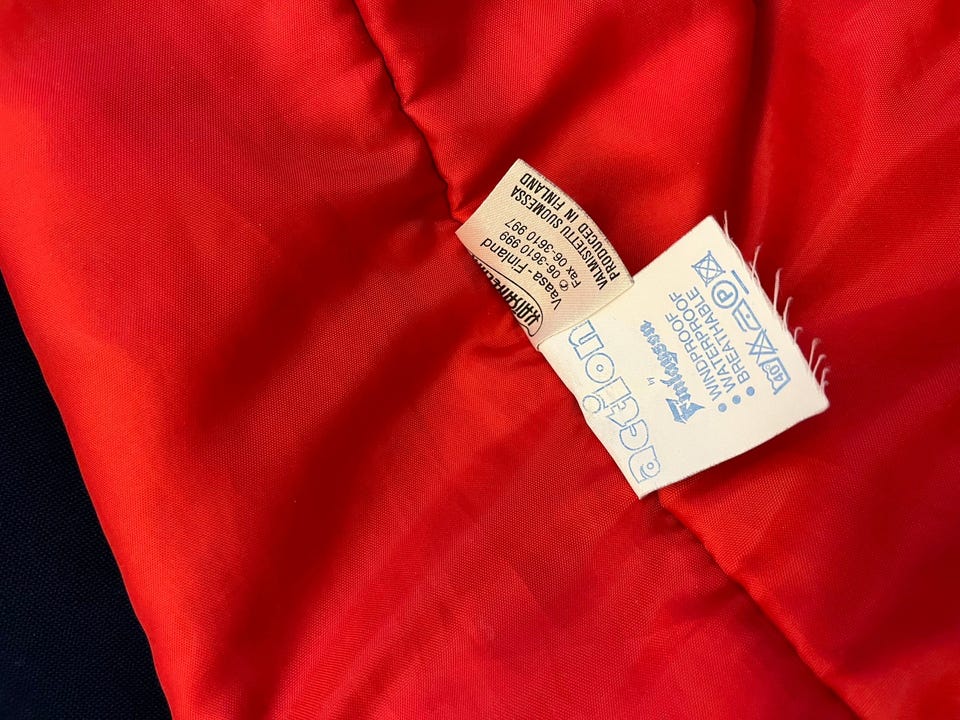 Vaasa - Finland
✆ 06-3610 999
Fax 06-3610 997
VALMISTETTU SUOMESSA
PRODUCED IN FINLAND
action
by
Finlayson
• WINDPROOF
• WATERPROOF
• BREATHABLE
40°
P